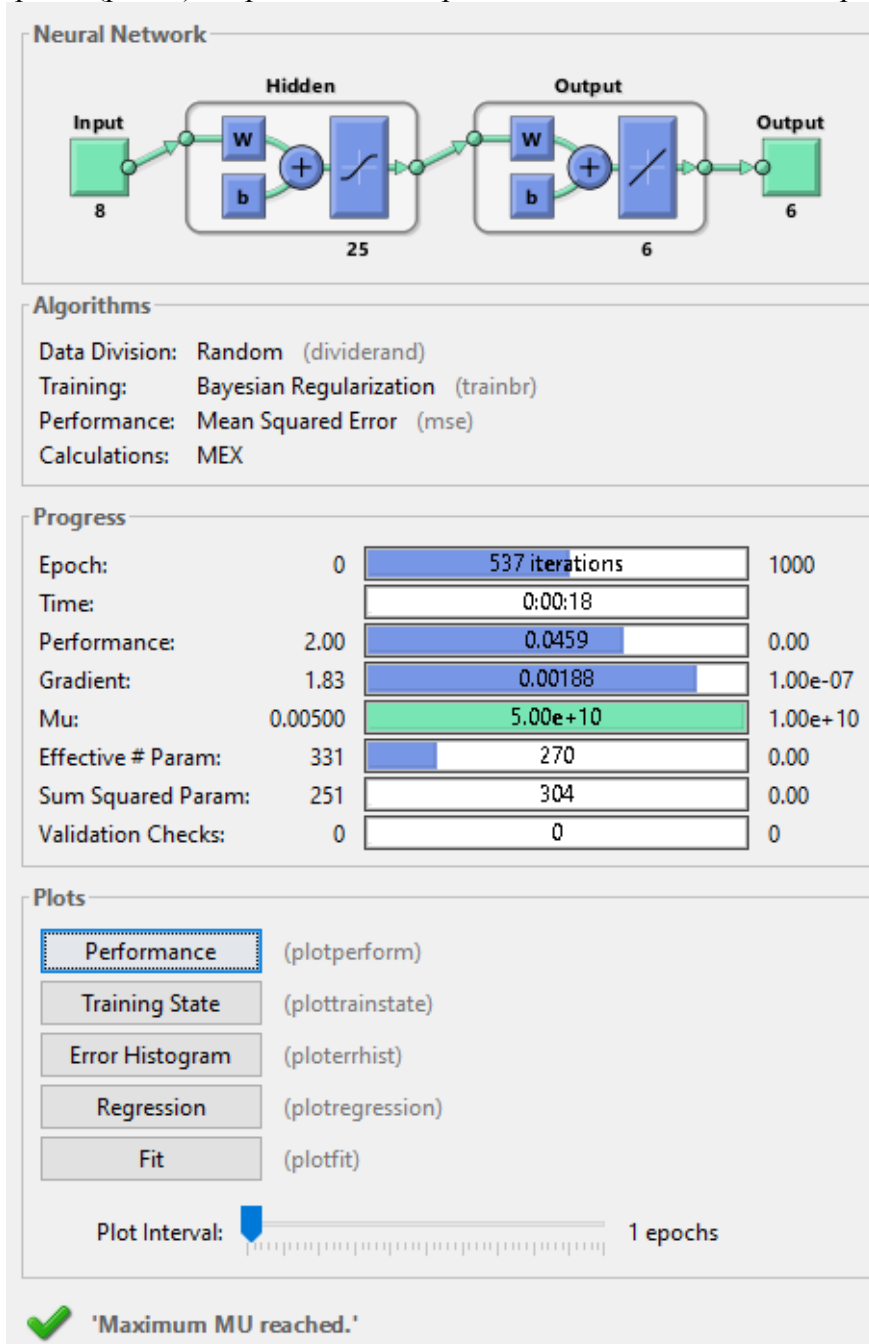 Neural Network
Hidden
Output
Input
Output
W
b
+
W
b
+
8
25
6
6
Algorithms
Data Division: Random (dividerand)
Training: Bayesian Regularization (trainbr)
Performance: Mean Squared Error (mse)
Calculations: MEX
Progress
Epoch: 0 537 iterations 1000
Time: 0:00:18
Performance: 2.00 0.0459 0.00
Gradient: 1.83 0.00188 1.00e-07
Mu: 0.00500 5.00e+10 1.00e+10
Effective # Param: 331 270 0.00
Sum Squared Param: 251 304 0.00
Validation Checks: 0 0 0
Plots
Performance (plotperform)
Training State (plottrainstate)
Error Histogram (ploterrhist)
Regression (plotregression)
Fit (plotfit)
Plot Interval: 1 epochs
'Maximum MU reached.'